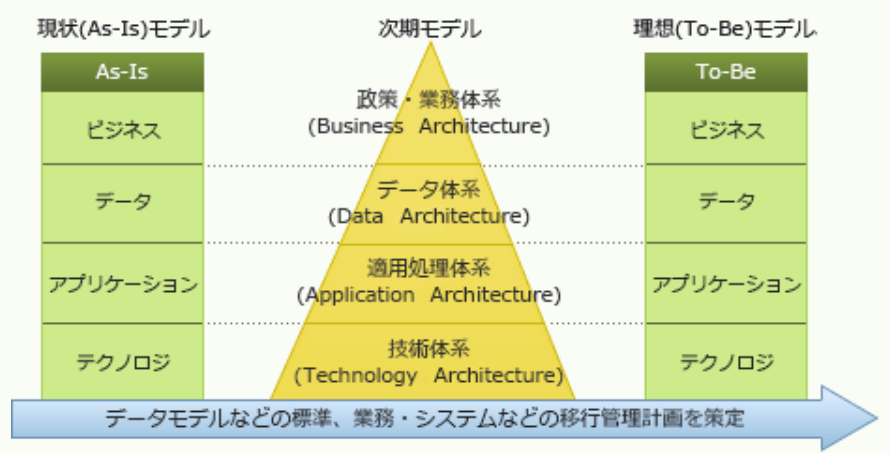 現状(As-Is)モデル
次期モデル
理想(To-Be)モデル
As-Is
ビジネス
データ
アプリケーション
テクノロジ
政策・業務体系
(Business Architecture)
データ体系
(Data Architecture)
適用処理体系
(Application Architecture)
技術体系
(Technology Architecture)
To-Be
ビジネス
データ
アプリケーション
テクノロジ
データモデルなどの標準、業務・システムなどの移行管理計画を策定